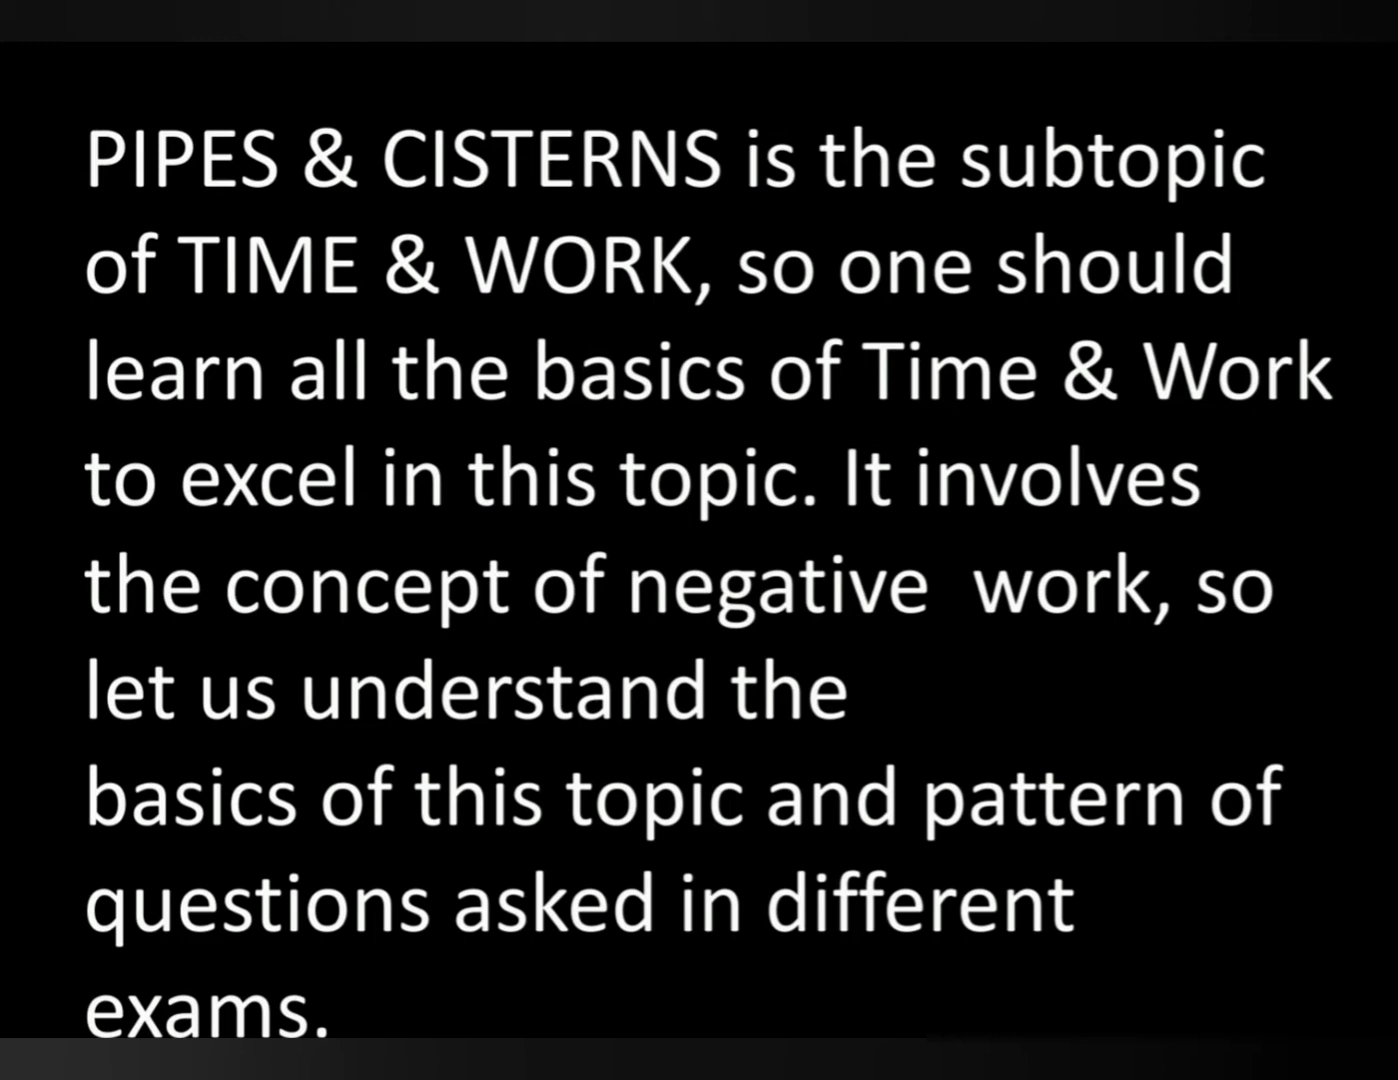 PIPES & CISTERNS is the subtopic
of TIME & WORK, so one should
learn all the basics of Time & Work
to excel in this topic. It involves
the concept of negative  work, so
let us understand the
basics of this topic and pattern of
questions asked in different
exams.